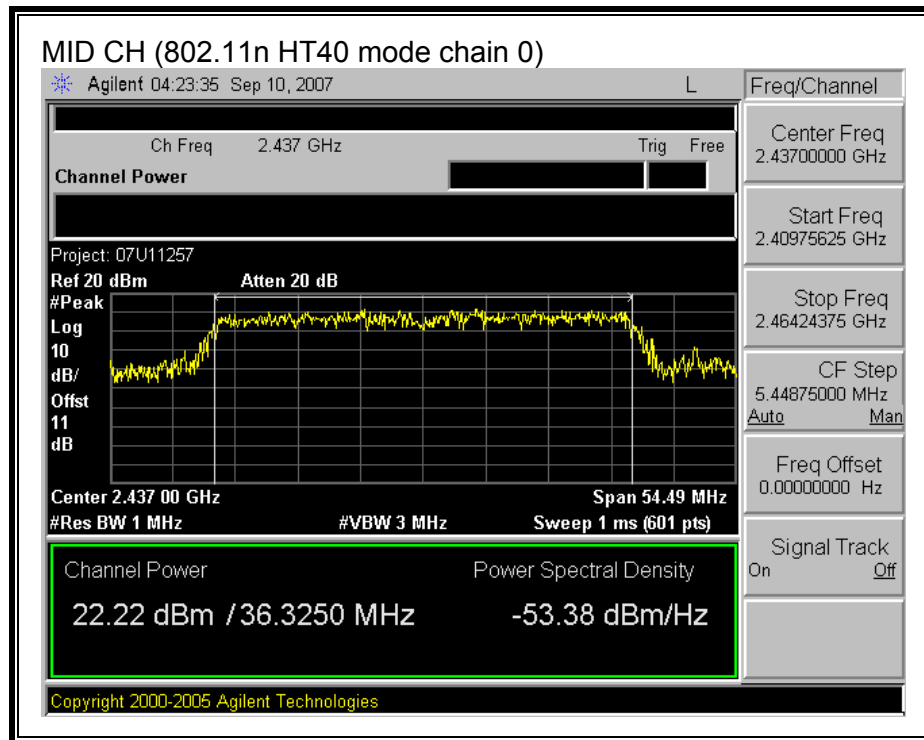 MID CH (802.11n HT40 mode chain 0)
Agilent 04:23:35 Sep 10, 2007 L
Freq/Channel
Ch Freq 2.437 GHz Trig Free
Channel Power
Center Freq
2.43700000 GHz
Start Freq
2.40975625 GHz
Stop Freq
2.46424375 GHz
CF Step
5.44875000 MHz
Auto Man
Freq Offset
0.00000000 Hz
Signal Track
On Off
Project: 07U11257
Ref 20 dBm Atten 20 dB
#Peak
Log
10
dB/
Offst
11
dB
Center 2.437 00 GHz Span 54.49 MHz
#Res BW 1 MHz #VBW 3 MHz Sweep 1 ms (601 pts)
Channel Power Power Spectral Density
22.22 dBm / 36.3250 MHz -53.38 dBm/Hz
Copyright 2000-2005 Agilent Technologies